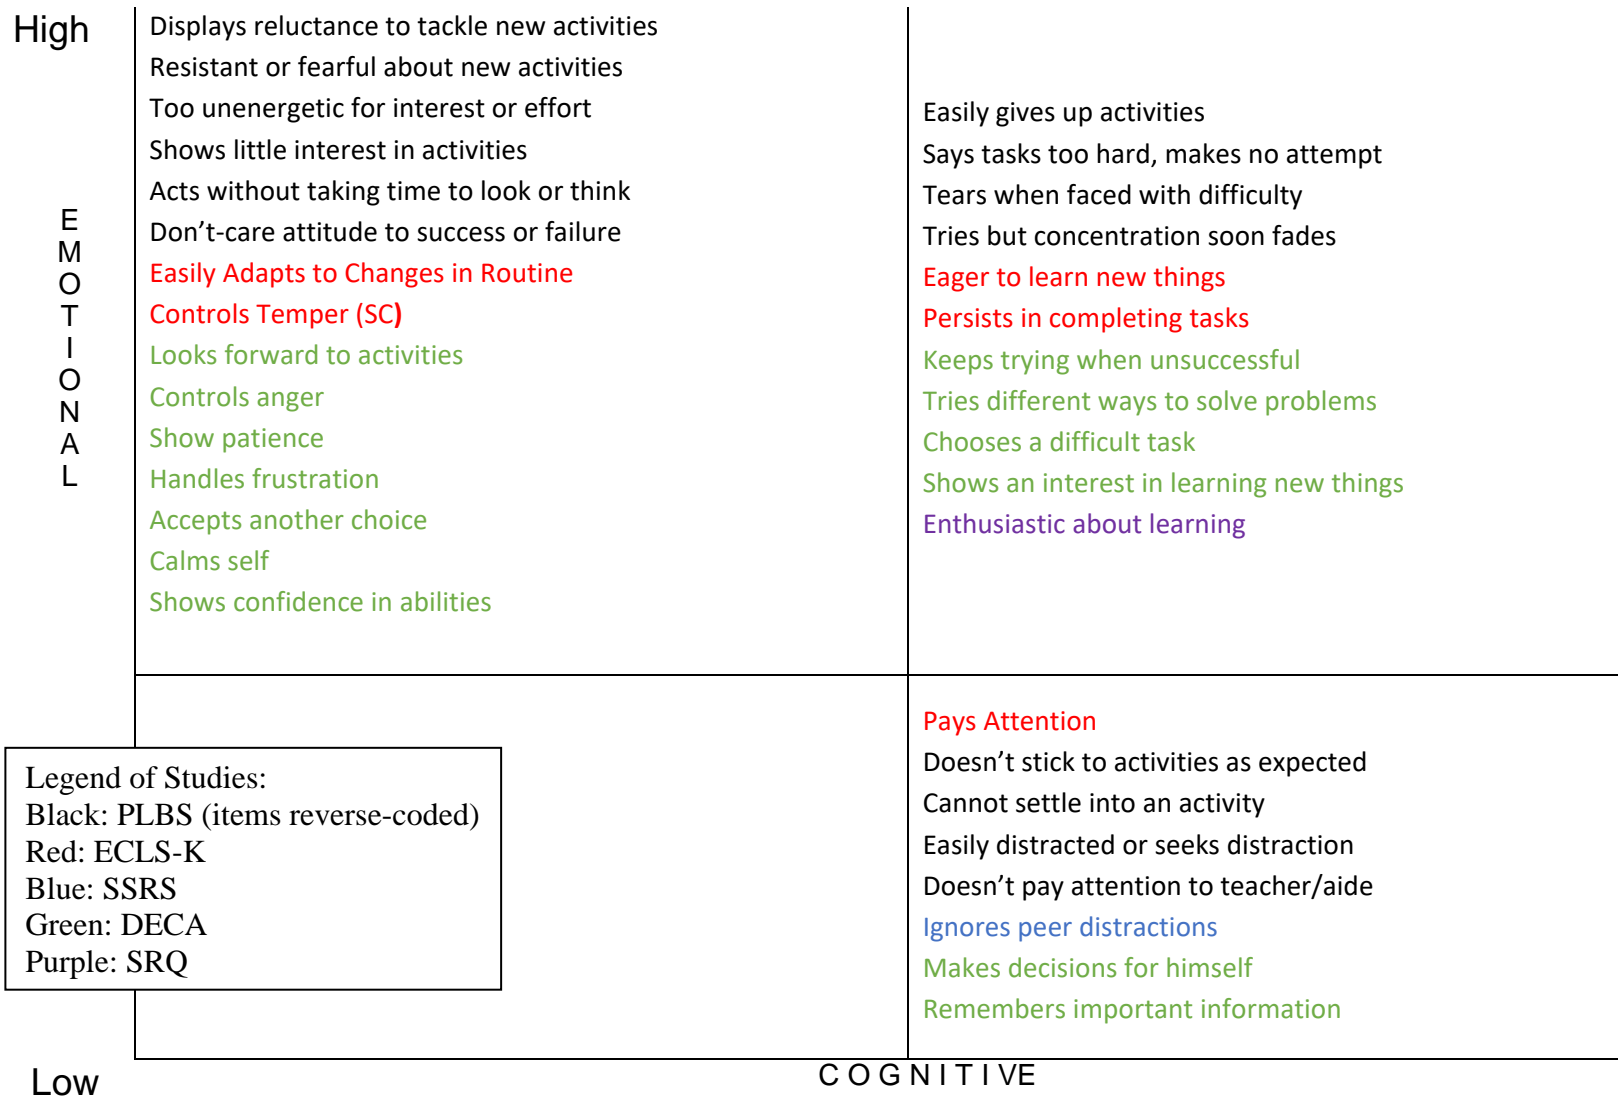 High
Displays reluctance to tackle new activities
Resistant or fearful about new activities
Too unenergetic for interest or effort
Shows little interest in activities
Acts without taking time to look or think
Don’t-care attitude to success or failure
Easily Adapts to Changes in Routine
Controls Temper (SC)
Looks forward to activities
Controls anger
Show patience
Handles frustration
Accepts another choice
Calms self
Shows confidence in abilities
Easily gives up activities
Says tasks too hard, makes no attempt
Tears when faced with difficulty
Tries but concentration soon fades
Eager to learn new things
Persists in completing tasks
Keeps trying when unsuccessful
Tries different ways to solve problems
Chooses a difficult task
Shows an interest in learning new things
Enthusiastic about learning
E
M
O
T
I
O
N
A
L
Legend of Studies:
Black: PLBS (items reverse-coded)
Red: ECLS-K
Blue: SSRS
Green: DECA
Purple: SRQ
Pays Attention
Doesn’t stick to activities as expected
Cannot settle into an activity
Easily distracted or seeks distraction
Doesn’t pay attention to teacher/aide
Ignores peer distractions
Makes decisions for himself
Remembers important information
Low
C O G N I T I VE